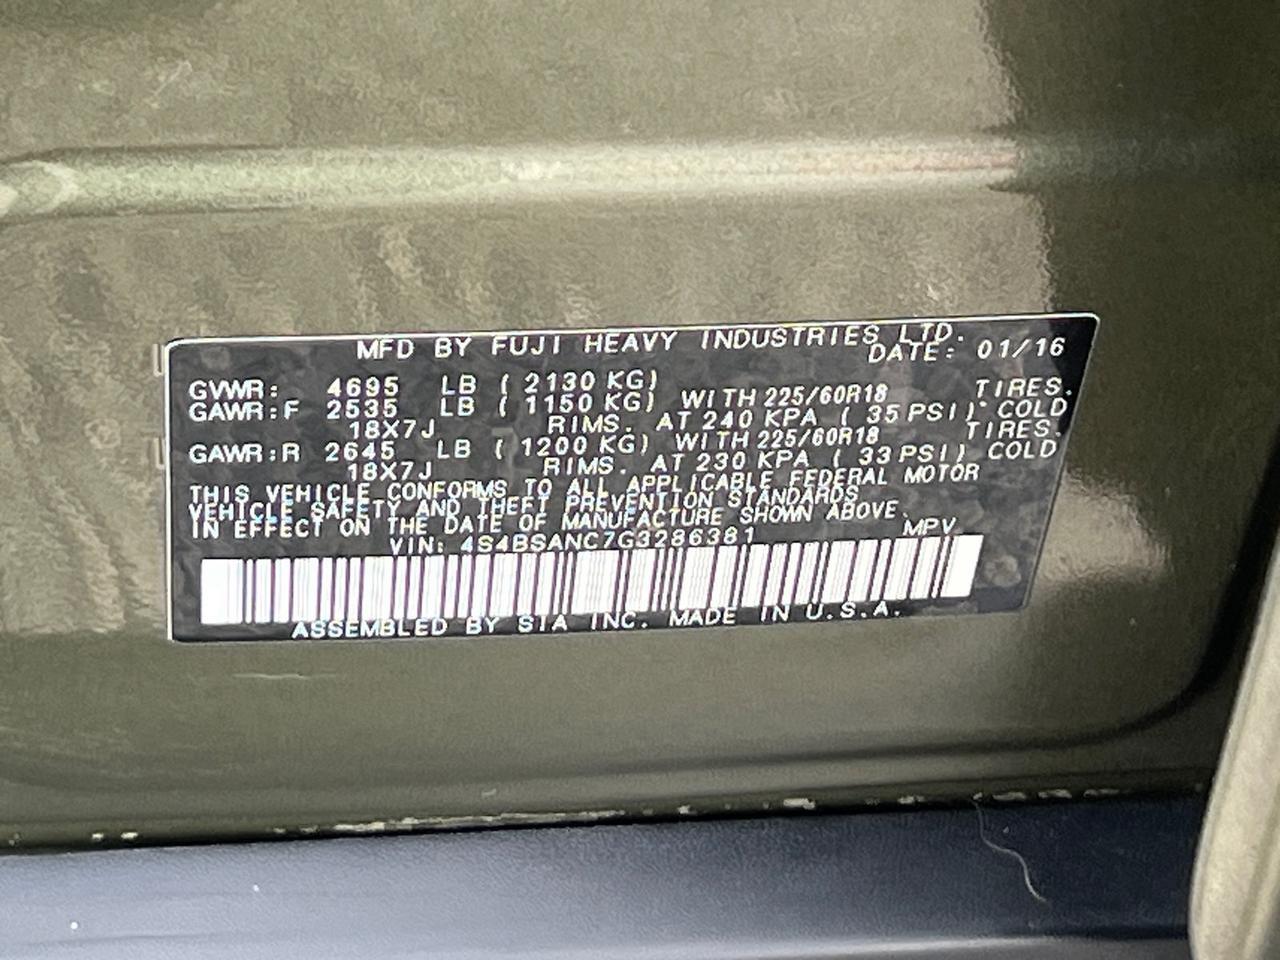 MFD BY FUJI HEAVY INDUSTRIES LTD.
DATE: 01/16
GVWR: 4695 LB ( 2130 KG)
GAWR:F 2535 LB ( 1150 KG) WITH 225/60R18 TIRES.
18X7J RIMS. AT 240 KPA ( 35 PSI) COLD
GAWR:R 2645 LB ( 1200 KG) WITH 225/60R18 TIRES.
18X7J RIMS. AT 230 KPA ( 33 PSI) COLD
THIS VEHICLE CONFORMS TO ALL APPLICABLE FEDERAL MOTOR
VEHICLE SAFETY AND THEFT PREVENTION STANDARDS
IN EFFECT ON THE DATE OF MANUFACTURE SHOWN ABOVE.
VIN: 4S4BSANC7G3286381 MPV
ASSEMBLED BY SIA INC. MADE IN U.S.A.